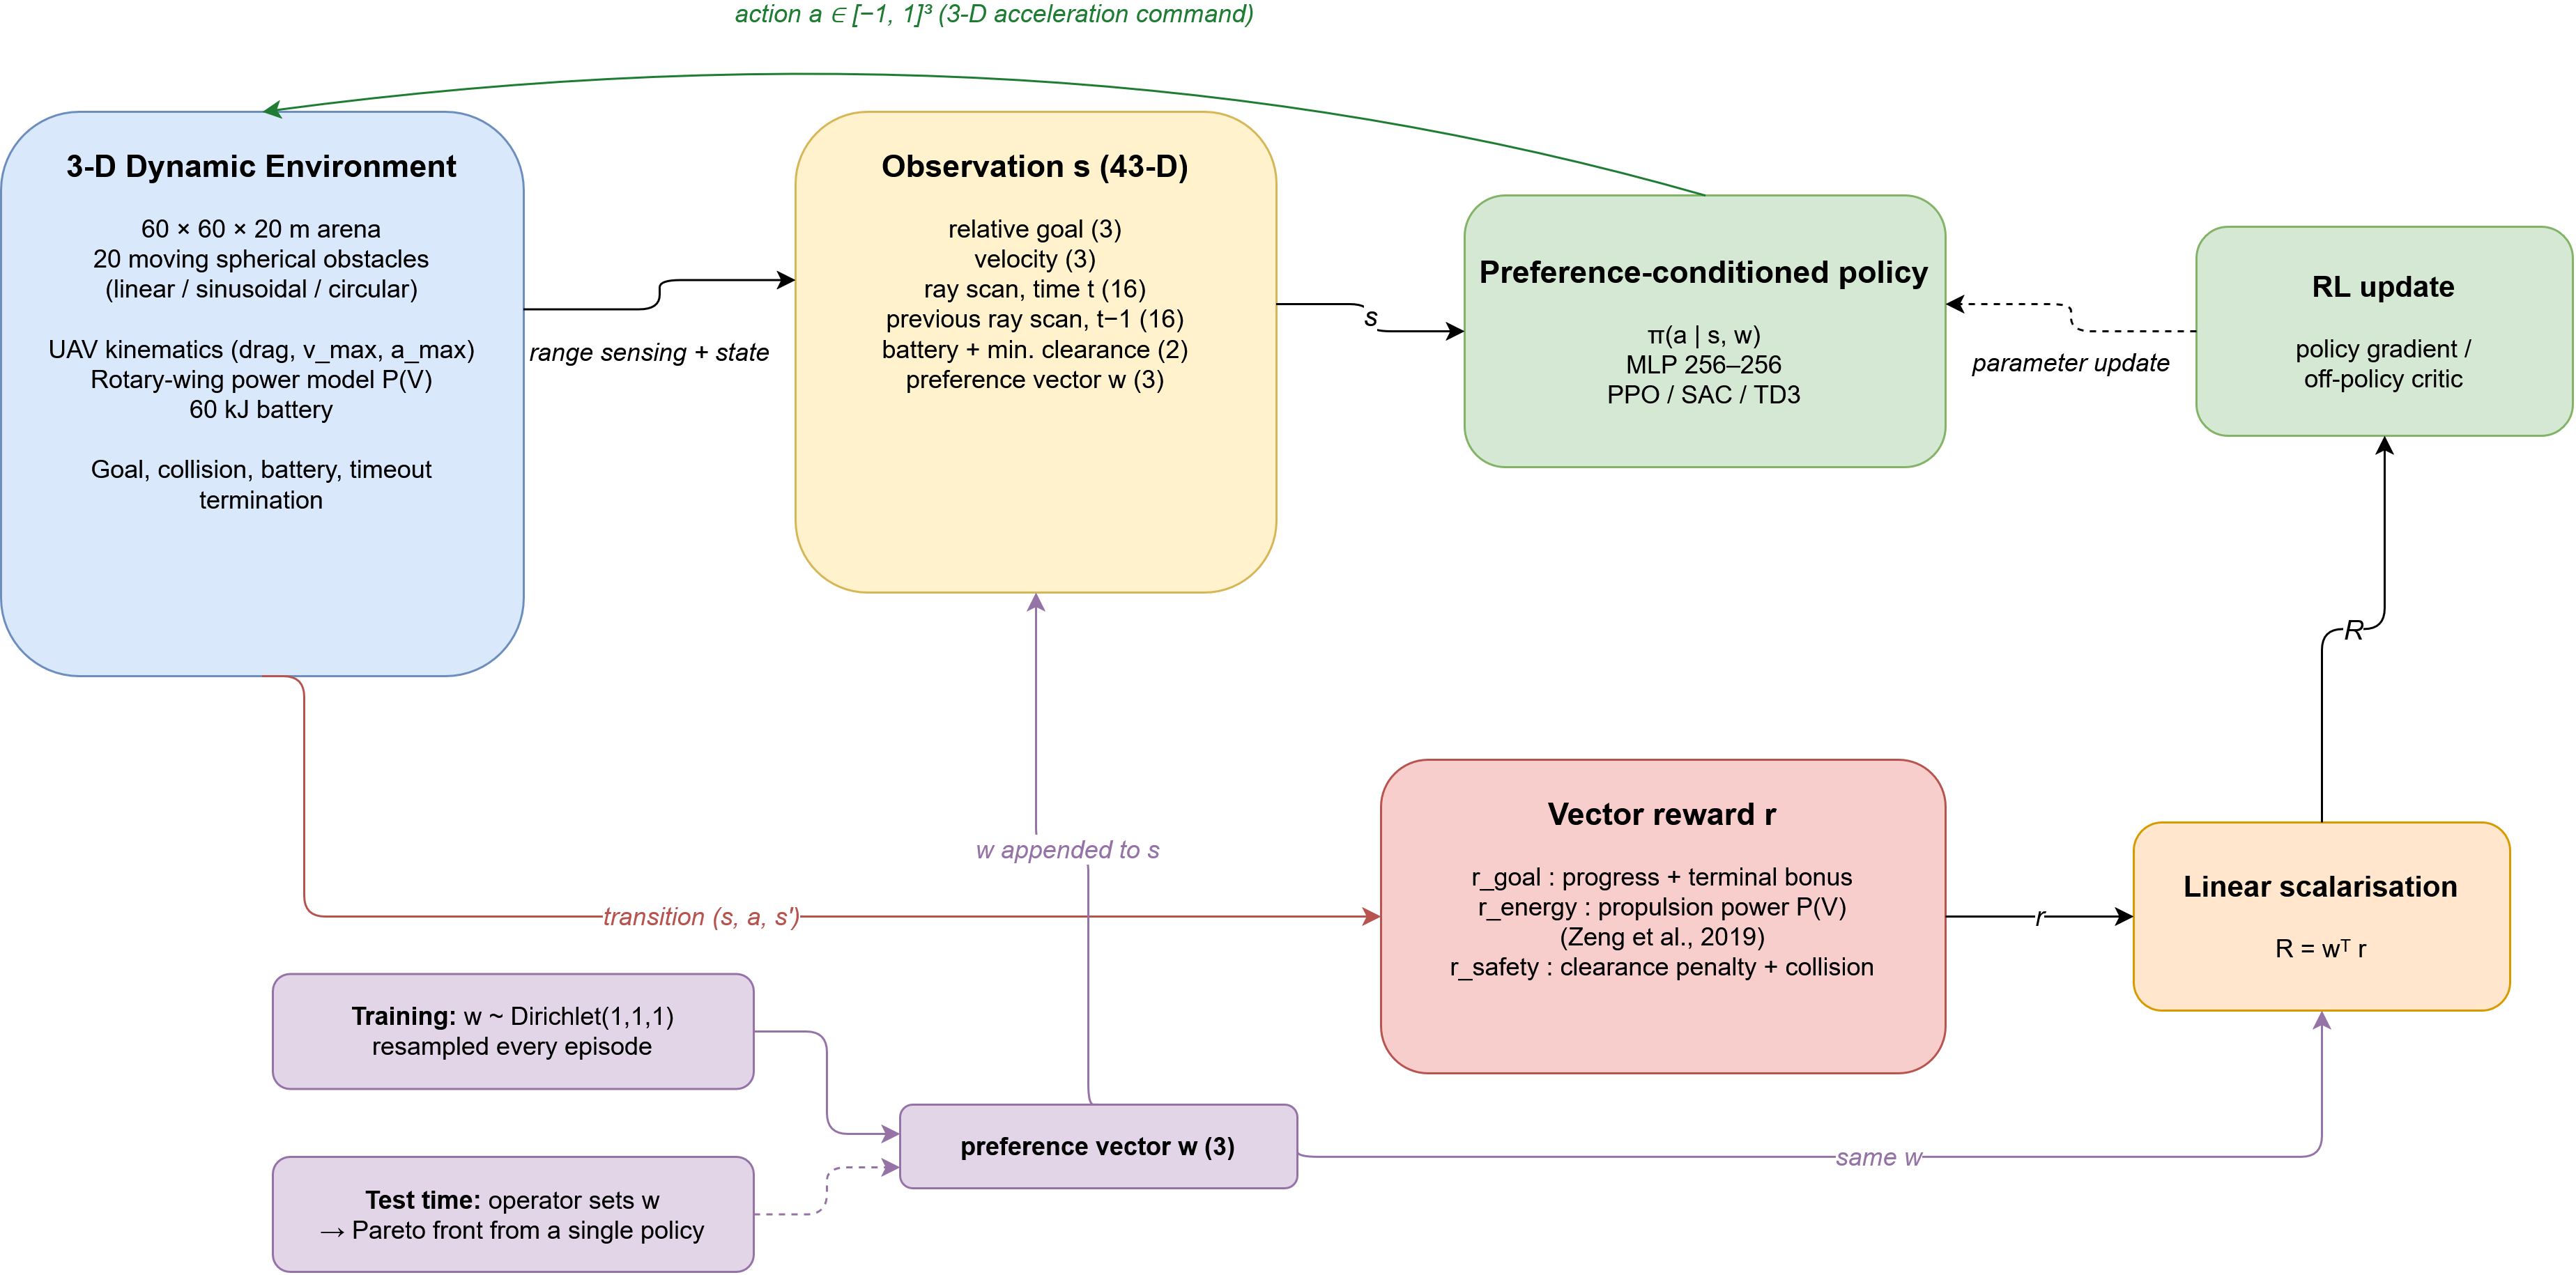 action a ∈ [−1, 1]³ (3-D acceleration command)
3-D Dynamic Environment
60 × 60 × 20 m arena
20 moving spherical obstacles
(linear / sinusoidal / circular)
UAV kinematics (drag, v_max, a_max)
Rotary-wing power model P(V)
60 kJ battery
Goal, collision, battery, timeout
termination
range sensing + state
Observation s (43-D)
relative goal (3)
velocity (3)
ray scan, time t (16)
previous ray scan, t−1 (16)
battery + min. clearance (2)
preference vector w (3)
s
Preference-conditioned policy
π(a | s, w)
MLP 256–256
PPO / SAC / TD3
parameter update
RL update
policy gradient /
off-policy critic
R
w appended to s
transition (s, a, s')
Vector reward r
r_goal : progress + terminal bonus
r_energy : propulsion power P(V)
(Zeng et al., 2019)
r_safety : clearance penalty + collision
r
Linear scalarisation
R = wᵀ r
Training: w ~ Dirichlet(1,1,1)
resampled every episode
preference vector w (3)
same w
Test time: operator sets w
→ Pareto front from a single policy